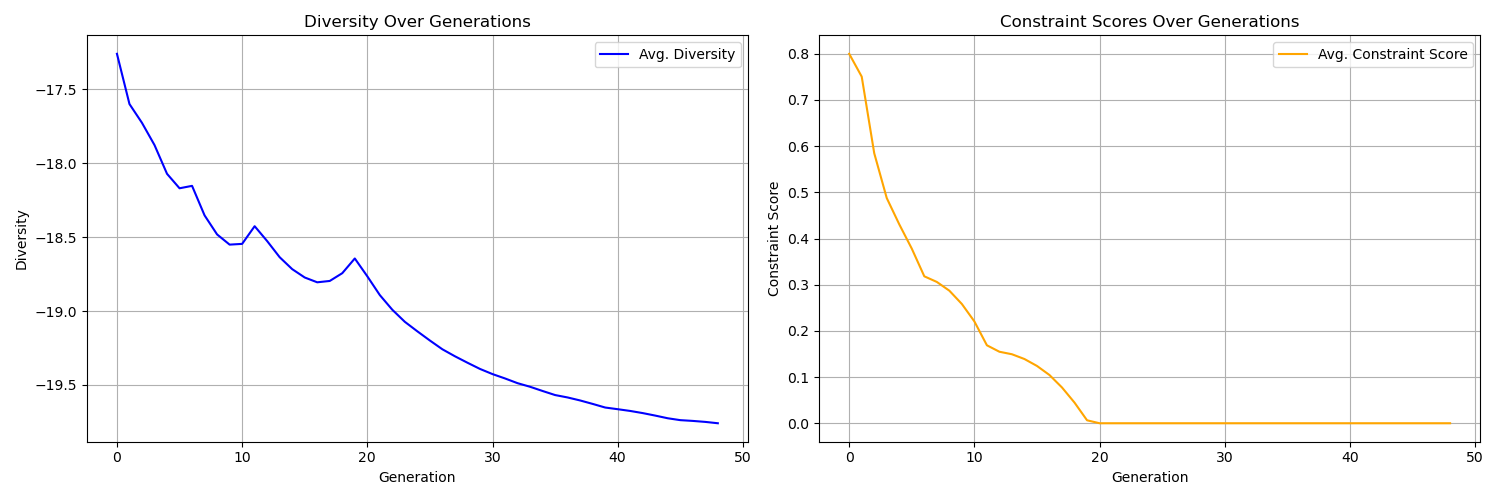 Diversity Over Generations
Avg. Diversity
Diversity
−17.5
−18.0
−18.5
−19.0
−19.5
0 10 20 30 40 50
Generation
Constraint Scores Over Generations
Avg. Constraint Score
Constraint Score
0.8
0.7
0.6
0.5
0.4
0.3
0.2
0.1
0.0
0 10 20 30 40 50
Generation